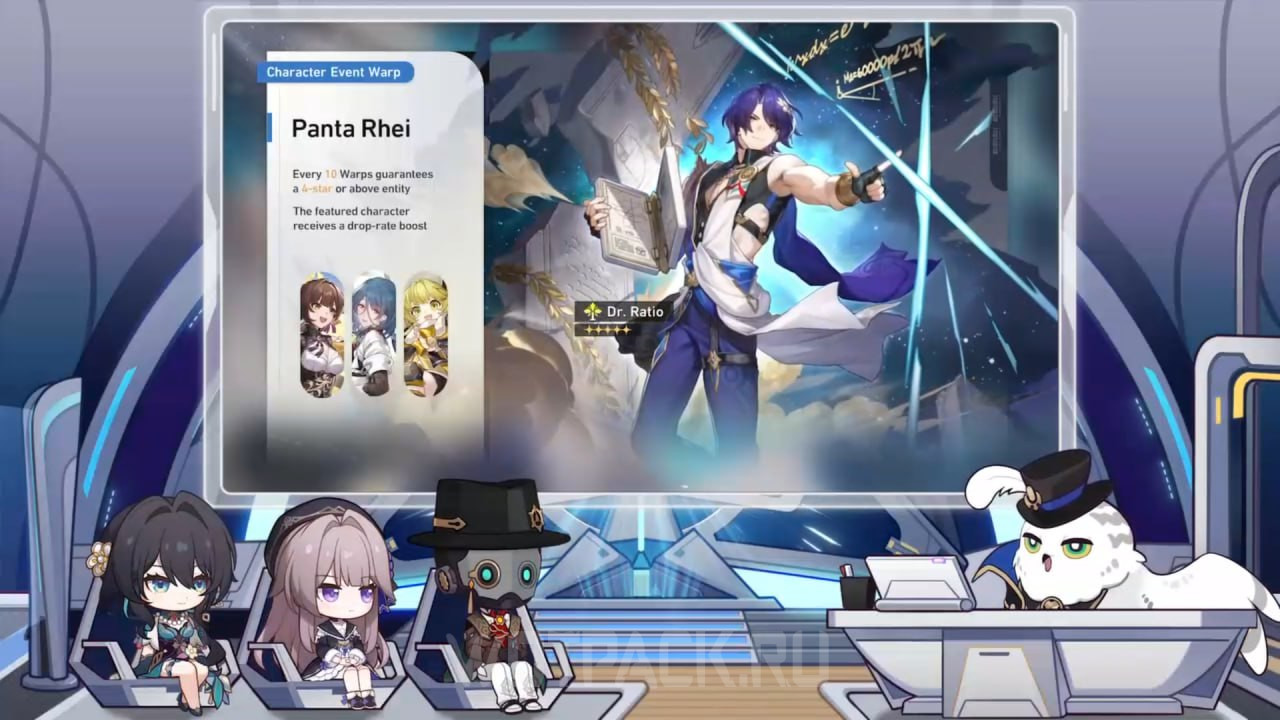 Character Event Warp
Panta Rhei
Every 10 Warps guarantees
a 4-star or above entity
The featured character
receives a drop-rate boost
Dr. Ratio